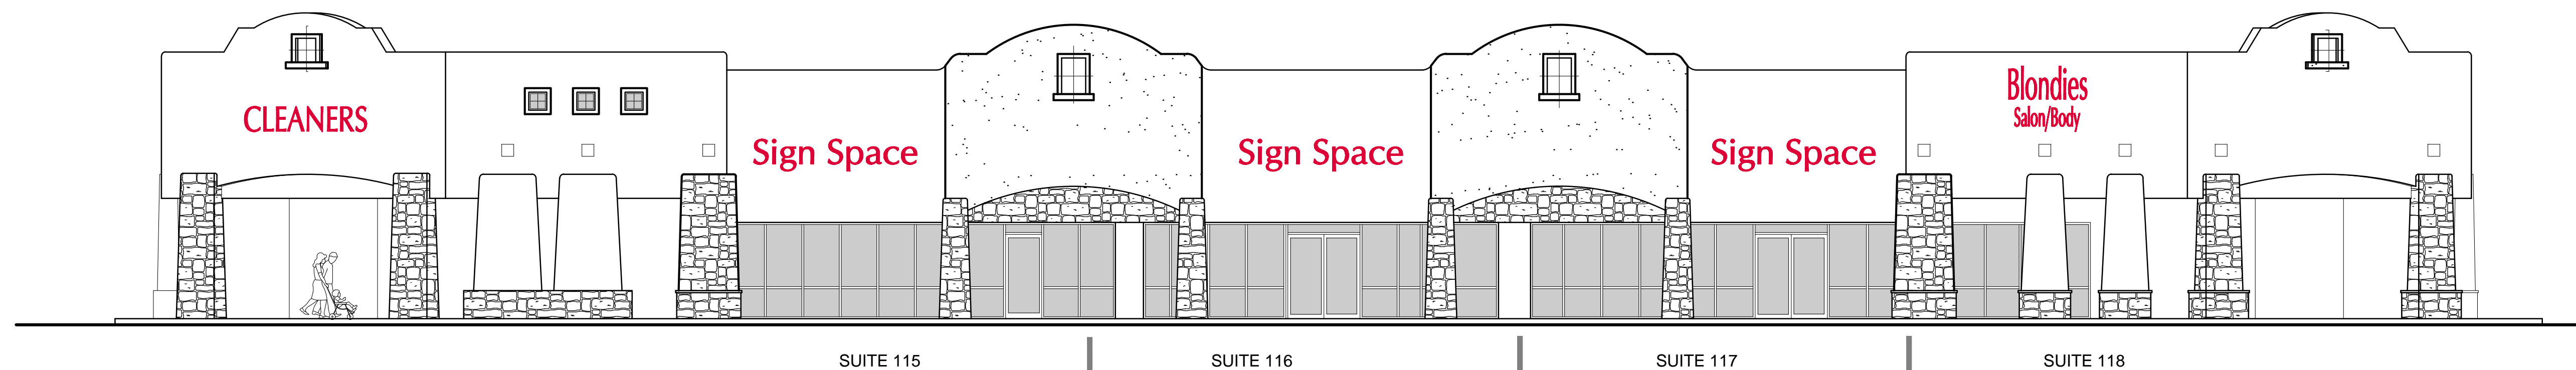 CLEANERS
Sign Space
Sign Space
Sign Space
Blondies
Salon/Body
SUITE 115
SUITE 116
SUITE 117
SUITE 118